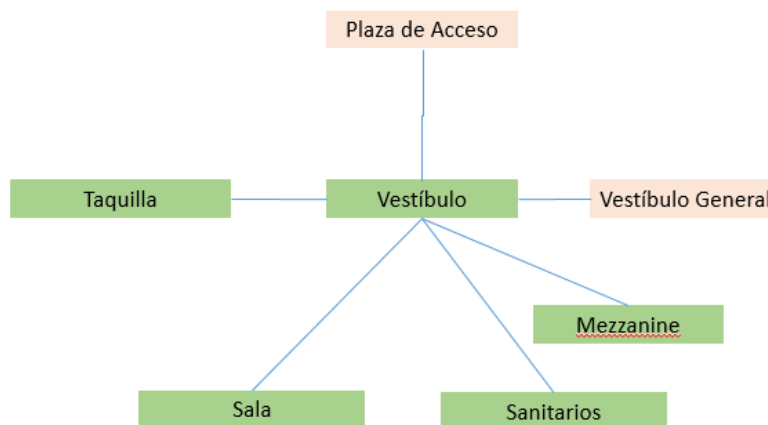 Plaza de Acceso
Taquilla
Vestíbulo
Vestíbulo General
Mezzanine
Sala
Sanitarios